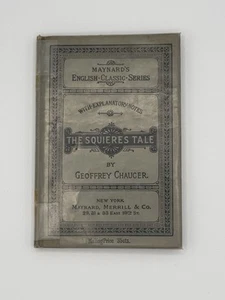 MAYNARD'S
ENGLISH·CLASSIC·SERIES
WITH EXPLANATORY NOTES
THE SQUIERES TALE
BY
GEOFFREY CHAUCER.
NEW YORK
MAYNARD, MERRILL & CO.